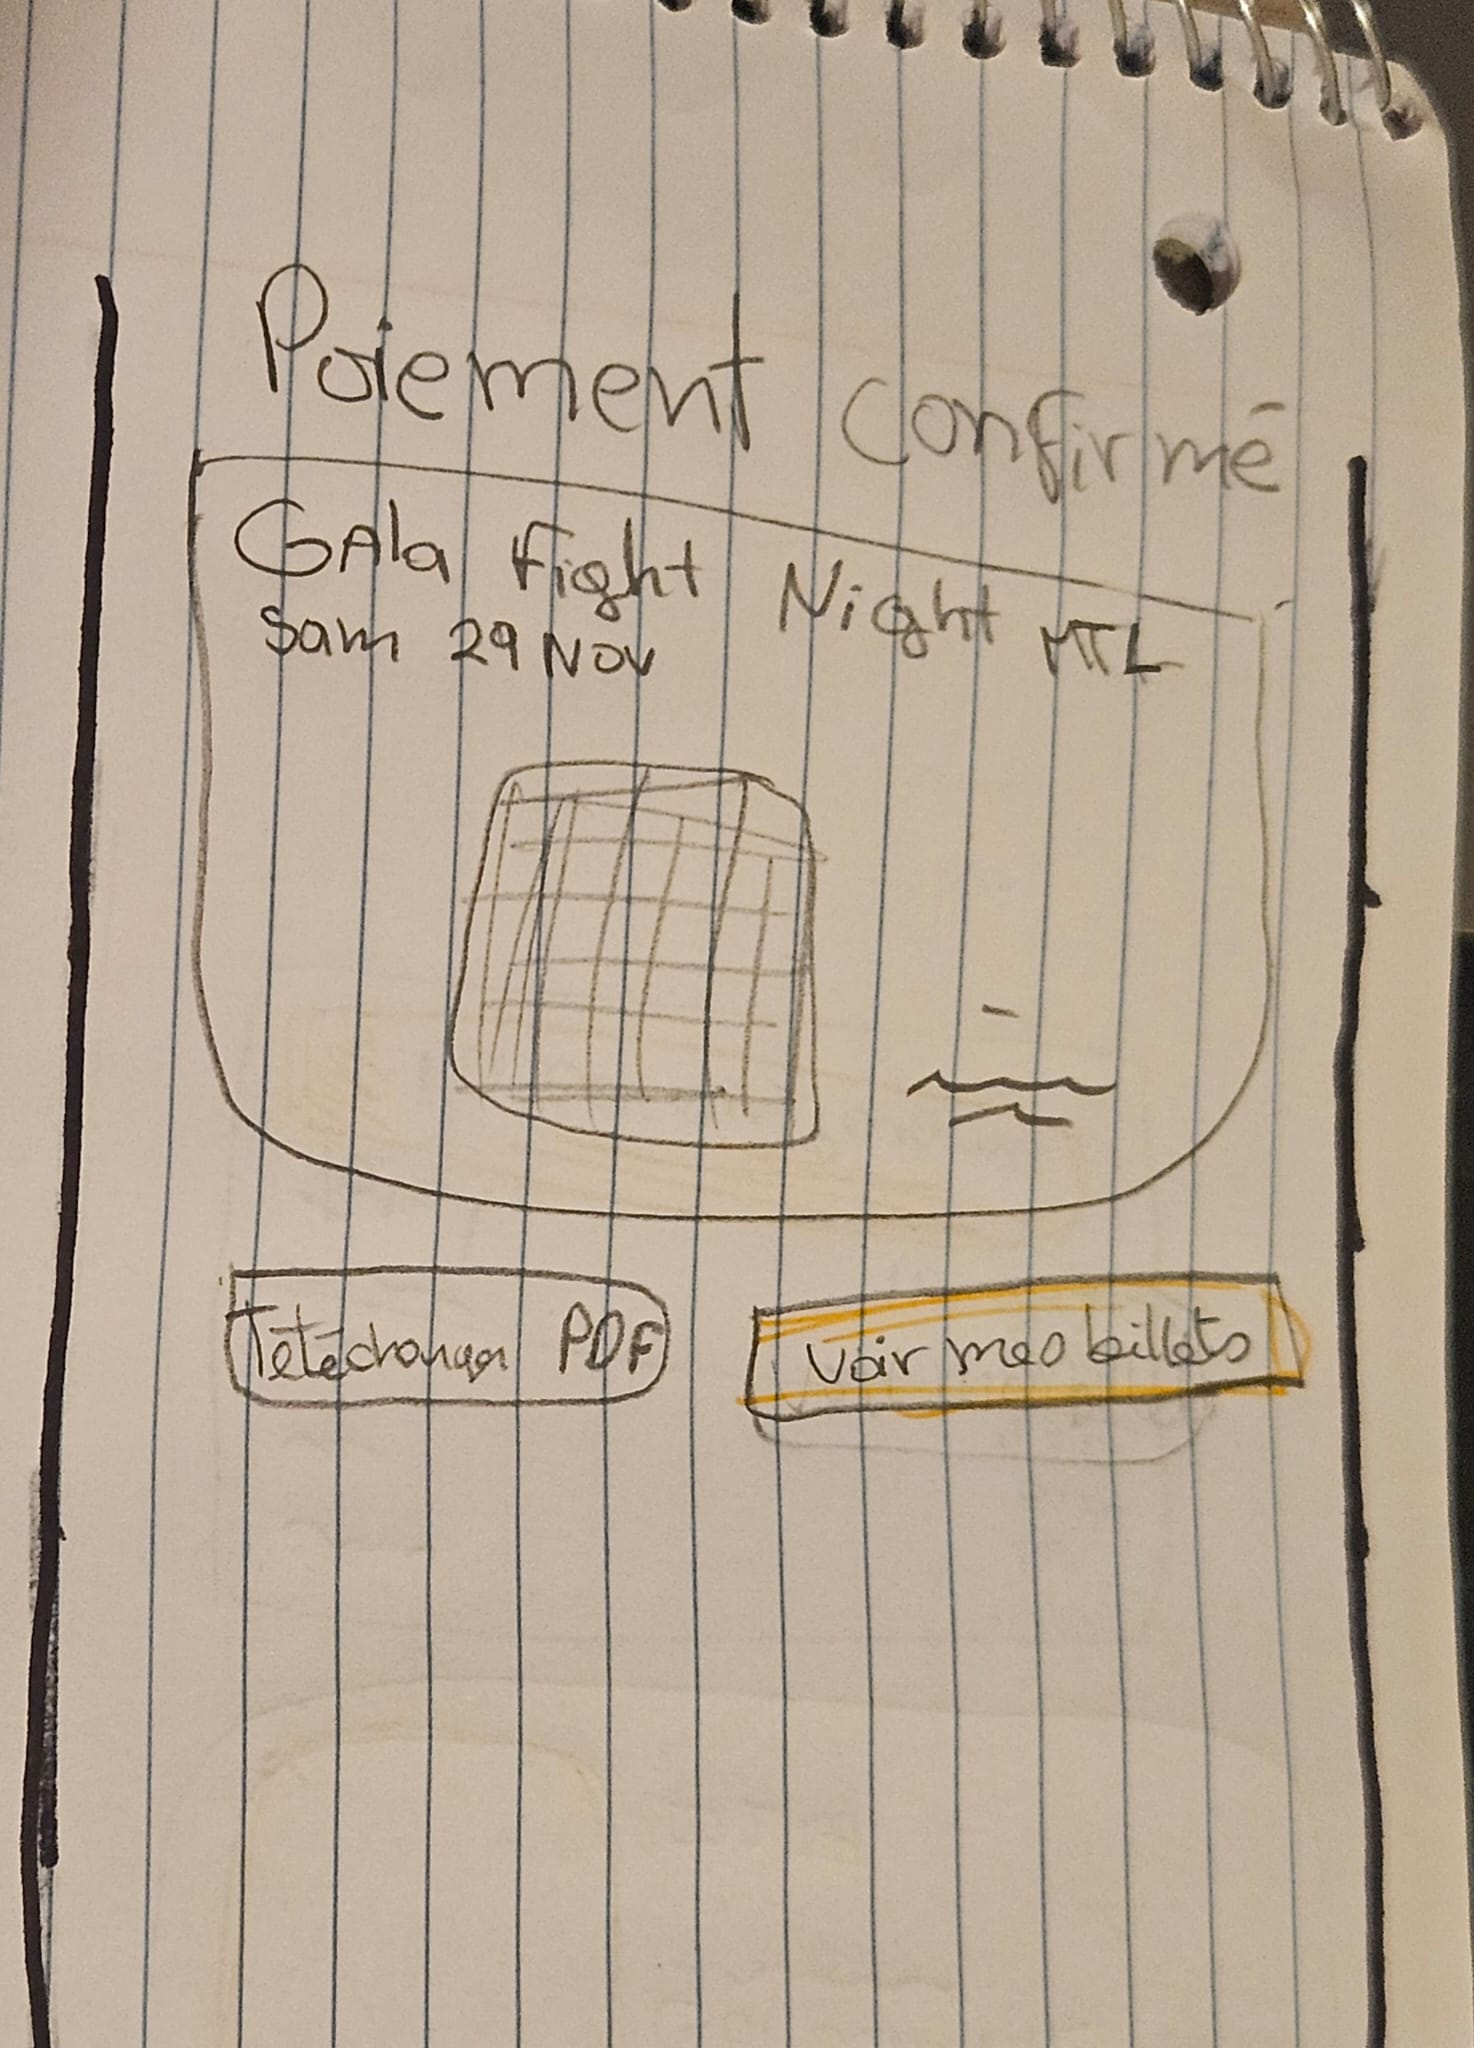 Paiement confirmé
GAla Fight Night MTL
Sam 29 Nov
Télécharger PDF
Voir mes billets